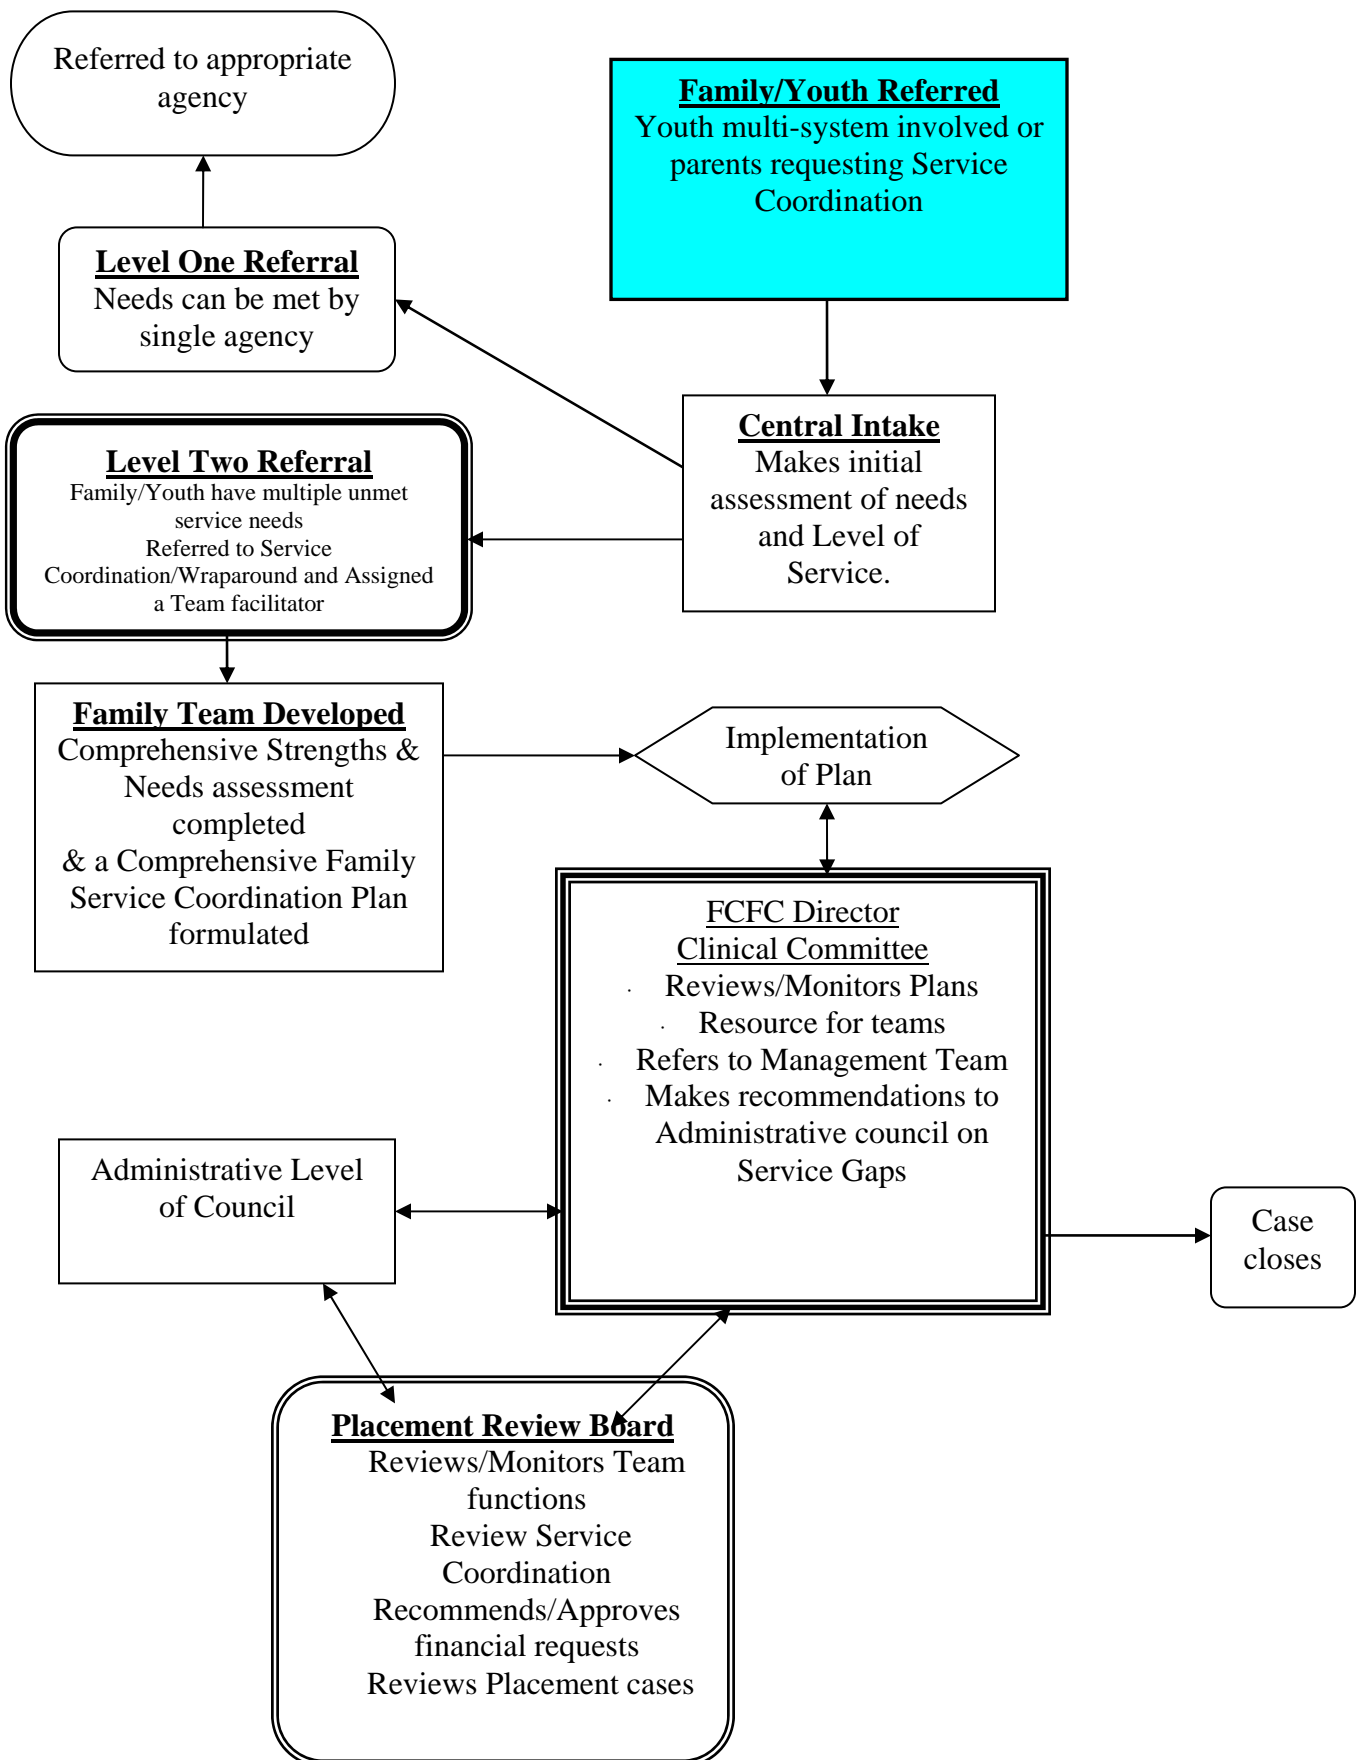 Referred to appropriate
agency
Family/Youth Referred
Youth multi-system involved or
parents requesting Service
Coordination
Level One Referral
Needs can be met by
single agency
Central Intake
Makes initial
assessment of needs
and Level of
Service.
Level Two Referral
Family/Youth have multiple unmet
service needs
Referred to Service
Coordination/Wraparound and Assigned
a Team facilitator
Family Team Developed
Comprehensive Strengths &
Needs assessment
completed
& a Comprehensive Family
Service Coordination Plan
formulated
Implementation
of Plan
FCFC Director
Clinical Committee
· Reviews/Monitors Plans
· Resource for teams
· Refers to Management Team
· Makes recommendations to
Administrative council on
Service Gaps
Administrative Level
of Council
Case
closes
Placement Review Board
Reviews/Monitors Team
functions
Review Service
Coordination
Recommends/Approves
financial requests
Reviews Placement cases